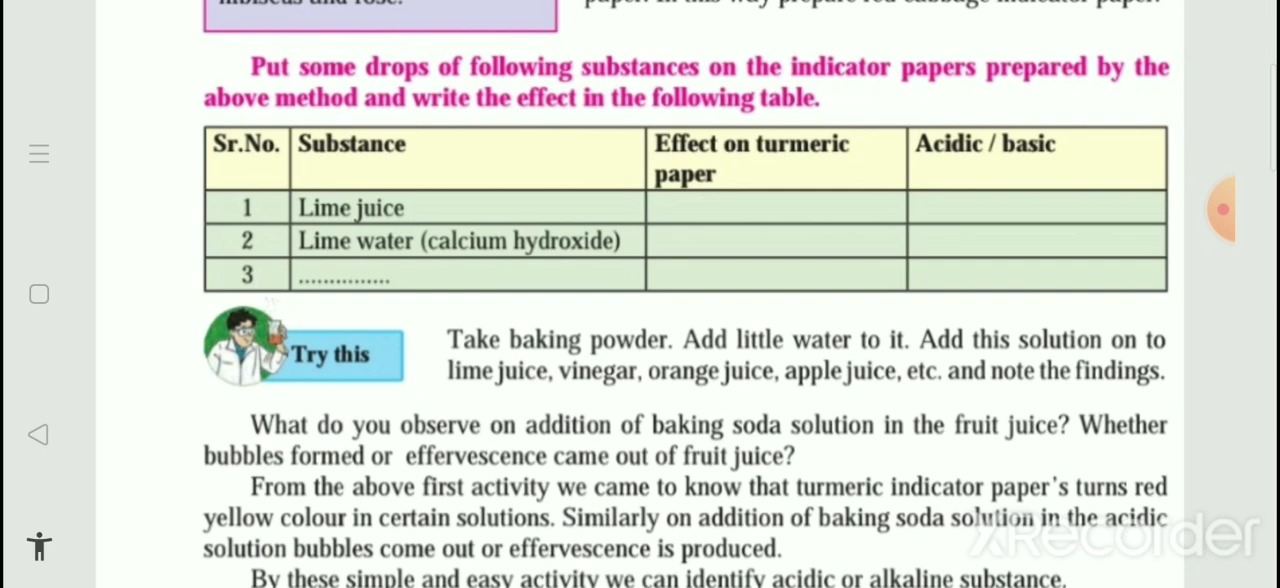 Put some drops of following substances on the indicator papers prepared by the
above method and write the effect in the following table.
Sr.No. Substance Effect on turmeric paper Acidic / basic
1 Lime juice
2 Lime water (calcium hydroxide)
3 ...............
Try this
Take baking powder. Add little water to it. Add this solution on to
lime juice, vinegar, orange juice, apple juice, etc. and note the findings.
What do you observe on addition of baking soda solution in the fruit juice? Whether
bubbles formed or effervescence came out of fruit juice?
From the above first activity we came to know that turmeric indicator paper's turns red
yellow colour in certain solutions. Similarly on addition of baking soda solution in the acidic
solution bubbles come out or effervescence is produced.
By these simple and easy activity we can identify acidic or alkaline substance.
XRecorder